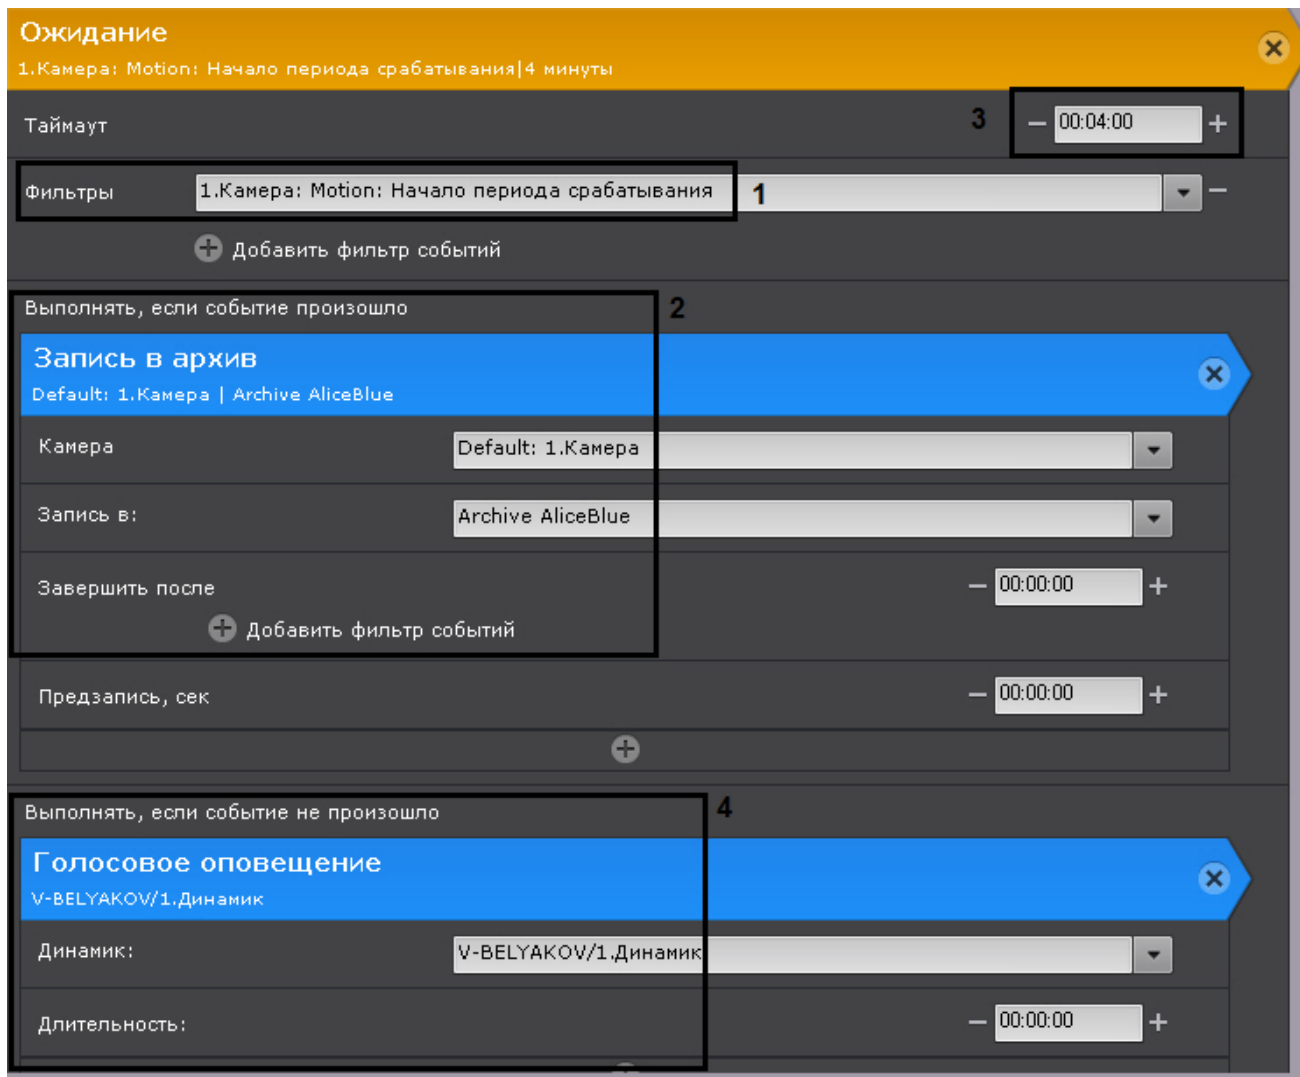 Ожидание
1.Камера: Motion: Начало периода срабатывания|4 минуты
Таймаут 3 00:04:00
Фильтры 1.Камера: Motion: Начало периода срабатывания 1
Добавить фильтр событий
Выполнять, если событие произошло 2
Запись в архив
Default: 1.Камера | Archive AliceBlue
Камера Default: 1.Камера
Запись в: Archive AliceBlue
Завершить после 00:00:00
Добавить фильтр событий
Предзапись, сек 00:00:00
Выполнять, если событие не произошло 4
Голосовое оповещение
V-BELYAKOV/1.Динамик
Динамик: V-BELYAKOV/1.Динамик
Длительность: 00:00:00